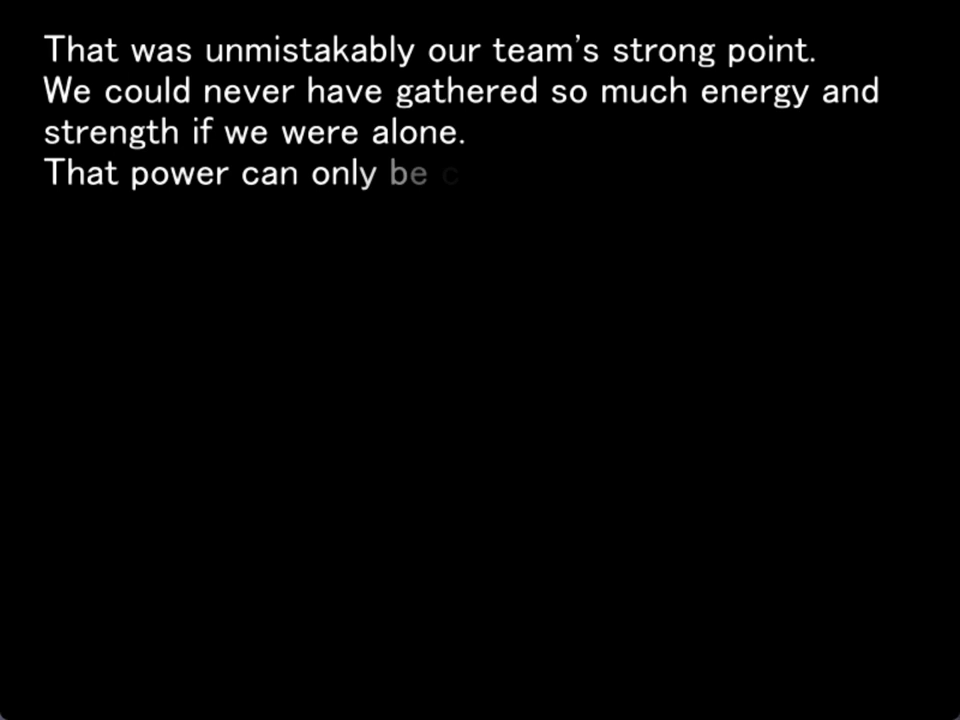 That was unmistakably our team's strong point.
We could never have gathered so much energy and
strength if we were alone.
That power can only be c